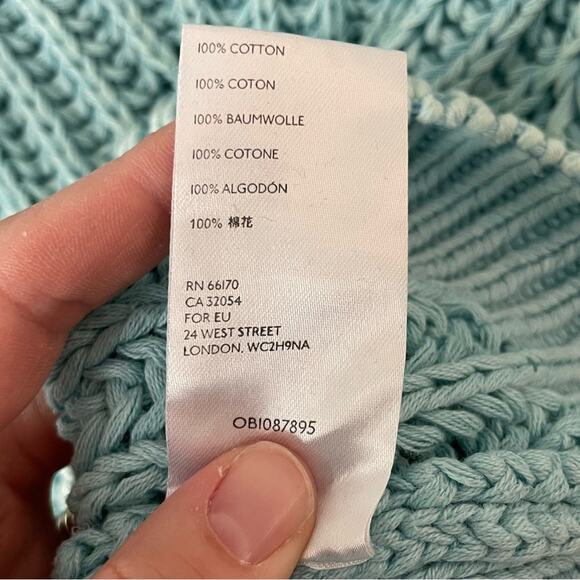 100% COTTON
100% COTON
100% BAUMWOLLE
100% COTONE
100% ALGODÓN
100% 棉花
RN 66170
CA 32054
FOR EU
24 WEST STREET
LONDON, WC2H9NA
OB1087895